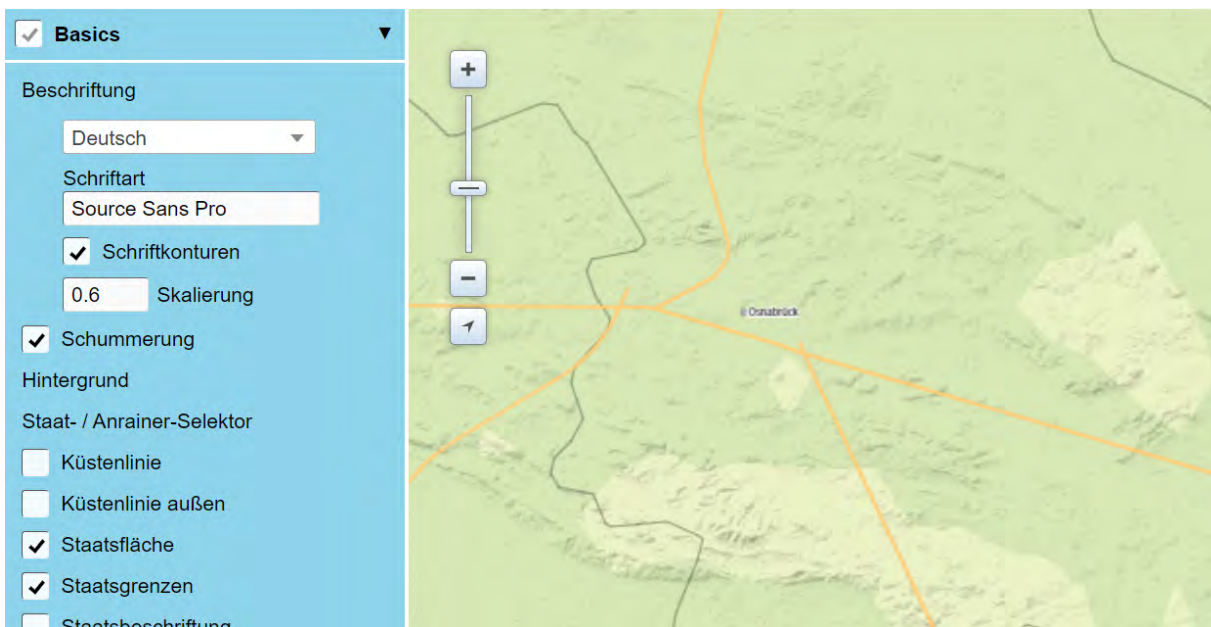 Basics
Beschriftung
Deutsch
Schriftart
Source Sans Pro
Schriftkonturen
0.6 Skalierung
Schummerung
Hintergrund
Staat- / Anrainer-Selektor
Küstenlinie
Küstenlinie außen
Staatsfläche
Staatsgrenzen
Staatsbeschriftung
Osnabrück